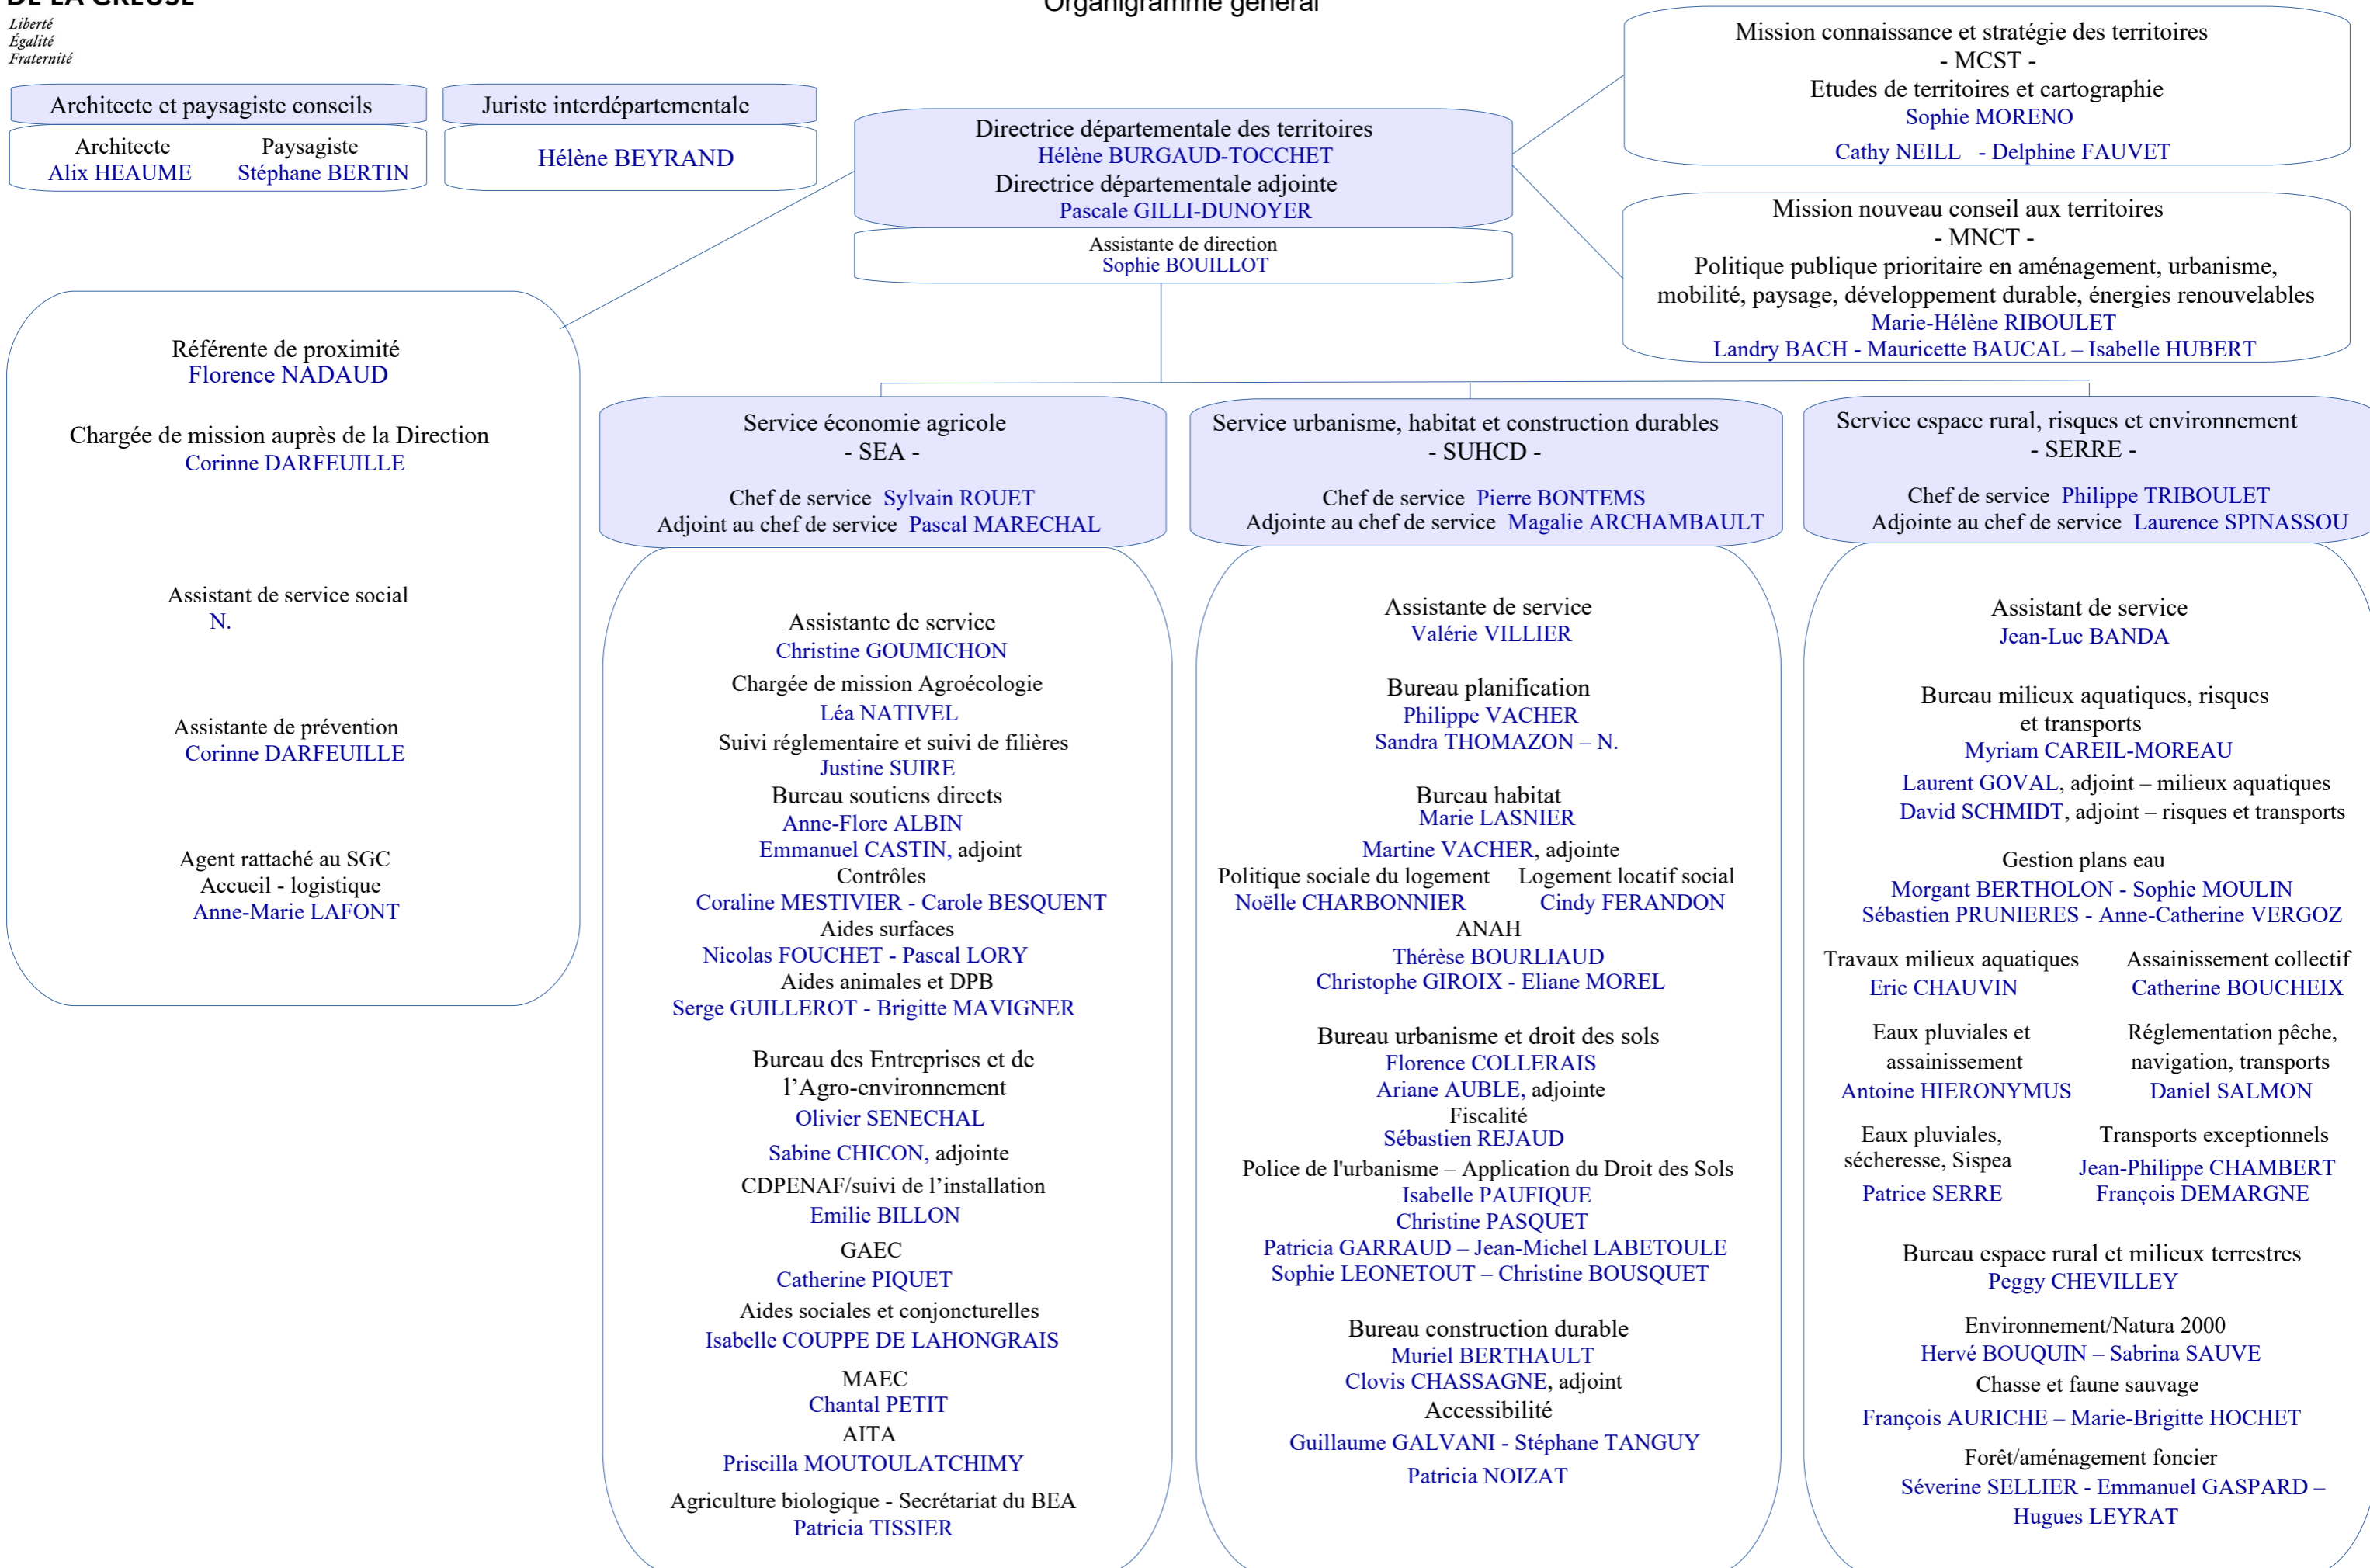 DE LA CREUSE
Liberté
Égalité
Fraternité
Organigramme général
Architecte et paysagiste conseils
Architecte Paysagiste
Alix HEAUME Stéphane BERTIN
Juriste interdépartementale
Hélène BEYRAND
Directrice départementale des territoires
Hélène BURGAUD-TOCCHET
Directrice départementale adjointe
Pascale GILLI-DUNOYER
Assistante de direction
Sophie BOUILLOT
Mission connaissance et stratégie des territoires
- MCST -
Etudes de territoires et cartographie
Sophie MORENO
Cathy NEILL - Delphine FAUVET
Mission nouveau conseil aux territoires
- MNCT -
Politique publique prioritaire en aménagement, urbanisme,
mobilité, paysage, développement durable, énergies renouvelables
Marie-Hélène RIBOULET
Landry BACH - Mauricette BAUCAL – Isabelle HUBERT
Référente de proximité
Florence NADAUD
Chargée de mission auprès de la Direction
Corinne DARFEUILLE
Assistant de service social
N.
Assistante de prévention
Corinne DARFEUILLE
Agent rattaché au SGC
Accueil - logistique
Anne-Marie LAFONT
Service économie agricole
- SEA -
Chef de service Sylvain ROUET
Adjoint au chef de service Pascal MARECHAL
Assistante de service
Christine GOUMICHON
Chargée de mission Agroécologie
Léa NATIVEL
Suivi réglementaire et suivi de filières
Justine SUIRE
Bureau soutiens directs
Anne-Flore ALBIN
Emmanuel CASTIN, adjoint
Contrôles
Coraline MESTIVIER - Carole BESQUENT
Aides surfaces
Nicolas FOUCHET - Pascal LORY
Aides animales et DPB
Serge GUILLEROT - Brigitte MAVIGNER
Bureau des Entreprises et de
l’Agro-environnement
Olivier SENECHAL
Sabine CHICON, adjointe
CDPENAF/suivi de l’installation
Emilie BILLON
GAEC
Catherine PIQUET
Aides sociales et conjoncturelles
Isabelle COUPPE DE LAHONGRAIS
MAEC
Chantal PETIT
AITA
Priscilla MOUTOULATCHIMY
Agriculture biologique - Secrétariat du BEA
Patricia TISSIER
Service urbanisme, habitat et construction durables
- SUHCD -
Chef de service Pierre BONTEMS
Adjointe au chef de service Magalie ARCHAMBAULT
Assistante de service
Valérie VILLIER
Bureau planification
Philippe VACHER
Sandra THOMAZON – N.
Bureau habitat
Marie LASNIER
Martine VACHER, adjointe
Politique sociale du logement Logement locatif social
Noëlle CHARBONNIER Cindy FERANDON
ANAH
Thérèse BOURLIAUD
Christophe GIROIX - Eliane MOREL
Bureau urbanisme et droit des sols
Florence COLLERAIS
Ariane AUBLE, adjointe
Fiscalité
Sébastien REJAUD
Police de l'urbanisme – Application du Droit des Sols
Isabelle PAUFIQUE
Christine PASQUET
Patricia GARRAUD – Jean-Michel LABETOULE
Sophie LEONETOUT – Christine BOUSQUET
Bureau construction durable
Muriel BERTHAULT
Clovis CHASSAGNE, adjoint
Accessibilité
Guillaume GALVANI - Stéphane TANGUY
Patricia NOIZAT
Service espace rural, risques et environnement
- SERRE -
Chef de service Philippe TRIBOULET
Adjointe au chef de service Laurence SPINASSOU
Assistant de service
Jean-Luc BANDA
Bureau milieux aquatiques, risques
et transports
Myriam CAREIL-MOREAU
Laurent GOVAL, adjoint – milieux aquatiques
David SCHMIDT, adjoint – risques et transports
Gestion plans eau
Morgant BERTHOLON - Sophie MOULIN
Sébastien PRUNIERES - Anne-Catherine VERGOZ
Travaux milieux aquatiques Assainissement collectif
Eric CHAUVIN Catherine BOUCHEIX
Eaux pluviales et Réglementation pêche,
assainissement navigation, transports
Antoine HIERONYMUS Daniel SALMON
Eaux pluviales, Transports exceptionnels
sécheresse, Sispea Jean-Philippe CHAMBERT
Patrice SERRE François DEMARGNE
Bureau espace rural et milieux terrestres
Peggy CHEVILLEY
Environnement/Natura 2000
Hervé BOUQUIN – Sabrina SAUVE
Chasse et faune sauvage
François AURICHE – Marie-Brigitte HOCHET
Forêt/aménagement foncier
Séverine SELLIER - Emmanuel GASPARD –
Hugues LEYRAT